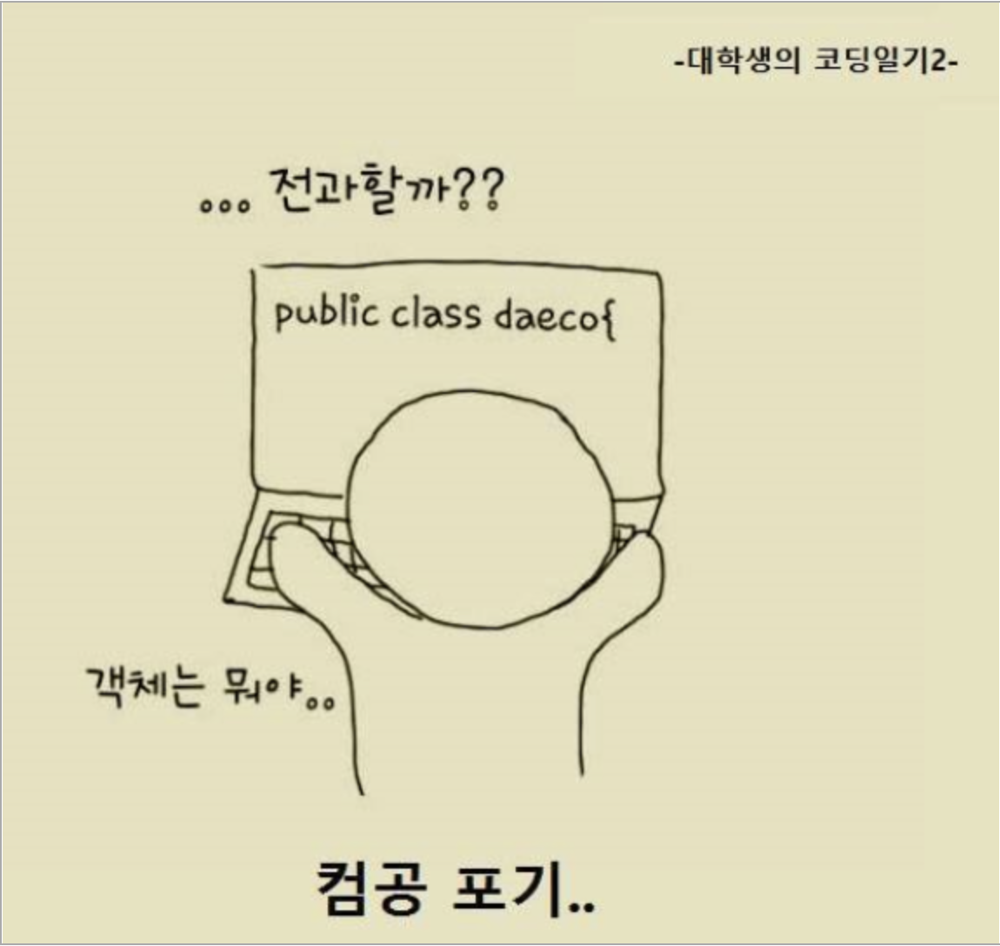 -대학생의 코딩일기2-
... 전과할까??
public class daeco{
객체는 뭐야..
컴공 포기..